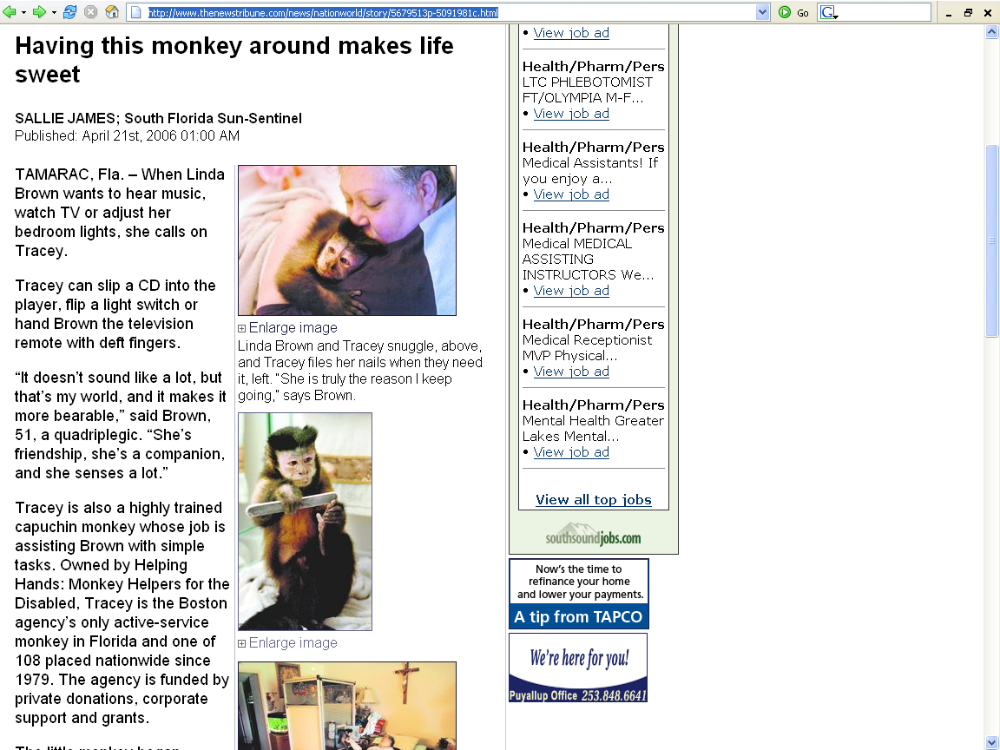 http://www.thenewstribune.com/news/nationworld/story/5679513p-5091981c.html
Go
G
Having this monkey around makes life
sweet
SALLIE JAMES; South Florida Sun-Sentinel
Published: April 21st, 2006 01:00 AM
TAMARAC, Fla. – When Linda
Brown wants to hear music,
watch TV or adjust her
bedroom lights, she calls on
Tracey.
Tracey can slip a CD into the
player, flip a light switch or
hand Brown the television
remote with deft fingers.
“It doesn’t sound like a lot, but
that’s my world, and it makes it
more bearable,” said Brown,
51, a quadriplegic. “She’s
friendship, she’s a companion,
and she senses a lot.”
Tracey is also a highly trained
capuchin monkey whose job is
assisting Brown with simple
tasks. Owned by Helping
Hands: Monkey Helpers for the
Disabled, Tracey is the Boston
agency’s only active-service
monkey in Florida and one of
108 placed nationwide since
1979. The agency is funded by
private donations, corporate
support and grants.
The little monkey began
Enlarge image
Linda Brown and Tracey snuggle, above,
and Tracey files her nails when they need
it, left. “She is truly the reason I keep
going,” says Brown.
Enlarge image
• View job ad
Health/Pharm/Pers
LTC PHLEBOTOMIST
FT/OLYMPIA M-F...
• View job ad
Health/Pharm/Pers
Medical Assistants! If
you enjoy a...
• View job ad
Health/Pharm/Pers
Medical MEDICAL
ASSISTING
INSTRUCTORS We...
• View job ad
Health/Pharm/Pers
Medical Receptionist
MVP Physical...
• View job ad
Health/Pharm/Pers
Mental Health Greater
Lakes Mental...
• View job ad
View all top jobs
southsoundjobs.com
Now's the time to
refinance your home
and lower your payments.
A tip from TAPCO
We're here for you!
Puyallup Office 253.848.6641